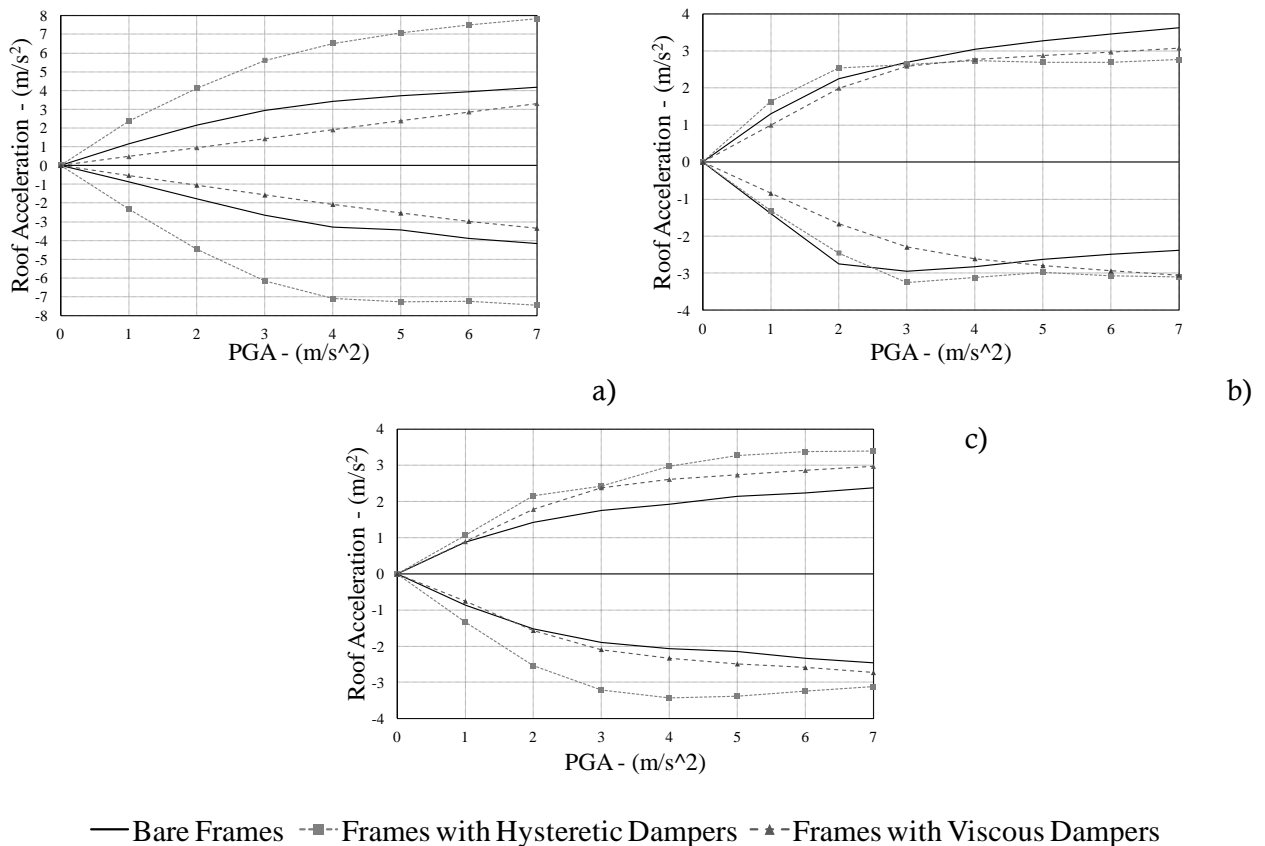 8
7
6
5
4
3
2
1
0
-1
-2
-3
-4
-5
-6
-7
-8
Roof Acceleration - (m/s²)
0 1 2 3 4 5 6 7
PGA - (m/s^2)
a)
4
3
2
1
0
-1
-2
-3
-4
Roof Acceleration - (m/s²)
0 1 2 3 4 5 6 7
PGA - (m/s^2)
b)
4
3
2
1
0
-1
-2
-3
-4
Roof Acceleration - (m/s²)
0 1 2 3 4 5 6 7
PGA - (m/s^2)
c)
Bare Frames Frames with Hysteretic Dampers Frames with Viscous Dampers